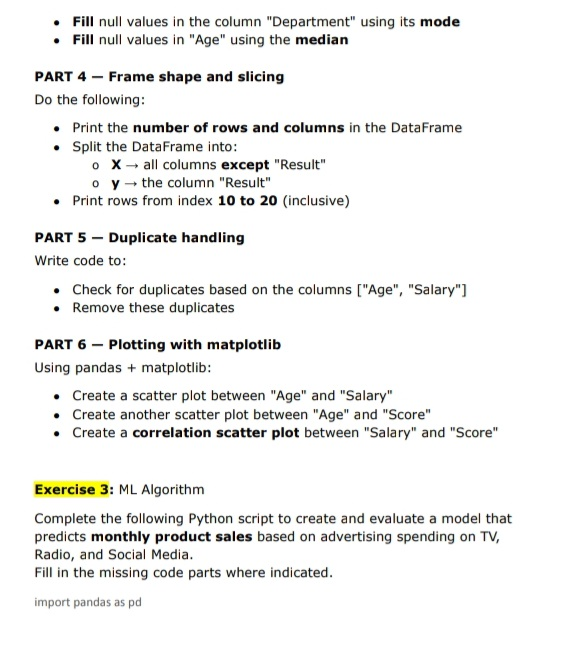 • Fill null values in the column "Department" using its mode
• Fill null values in "Age" using the median
PART 4 — Frame shape and slicing
Do the following:
• Print the number of rows and columns in the DataFrame
• Split the DataFrame into:
o X → all columns except "Result"
o y → the column "Result"
• Print rows from index 10 to 20 (inclusive)
PART 5 — Duplicate handling
Write code to:
• Check for duplicates based on the columns ["Age", "Salary"]
• Remove these duplicates
PART 6 — Plotting with matplotlib
Using pandas + matplotlib:
• Create a scatter plot between "Age" and "Salary"
• Create another scatter plot between "Age" and "Score"
• Create a correlation scatter plot between "Salary" and "Score"
Exercise 3: ML Algorithm
Complete the following Python script to create and evaluate a model that
predicts monthly product sales based on advertising spending on TV,
Radio, and Social Media.
Fill in the missing code parts where indicated.
import pandas as pd